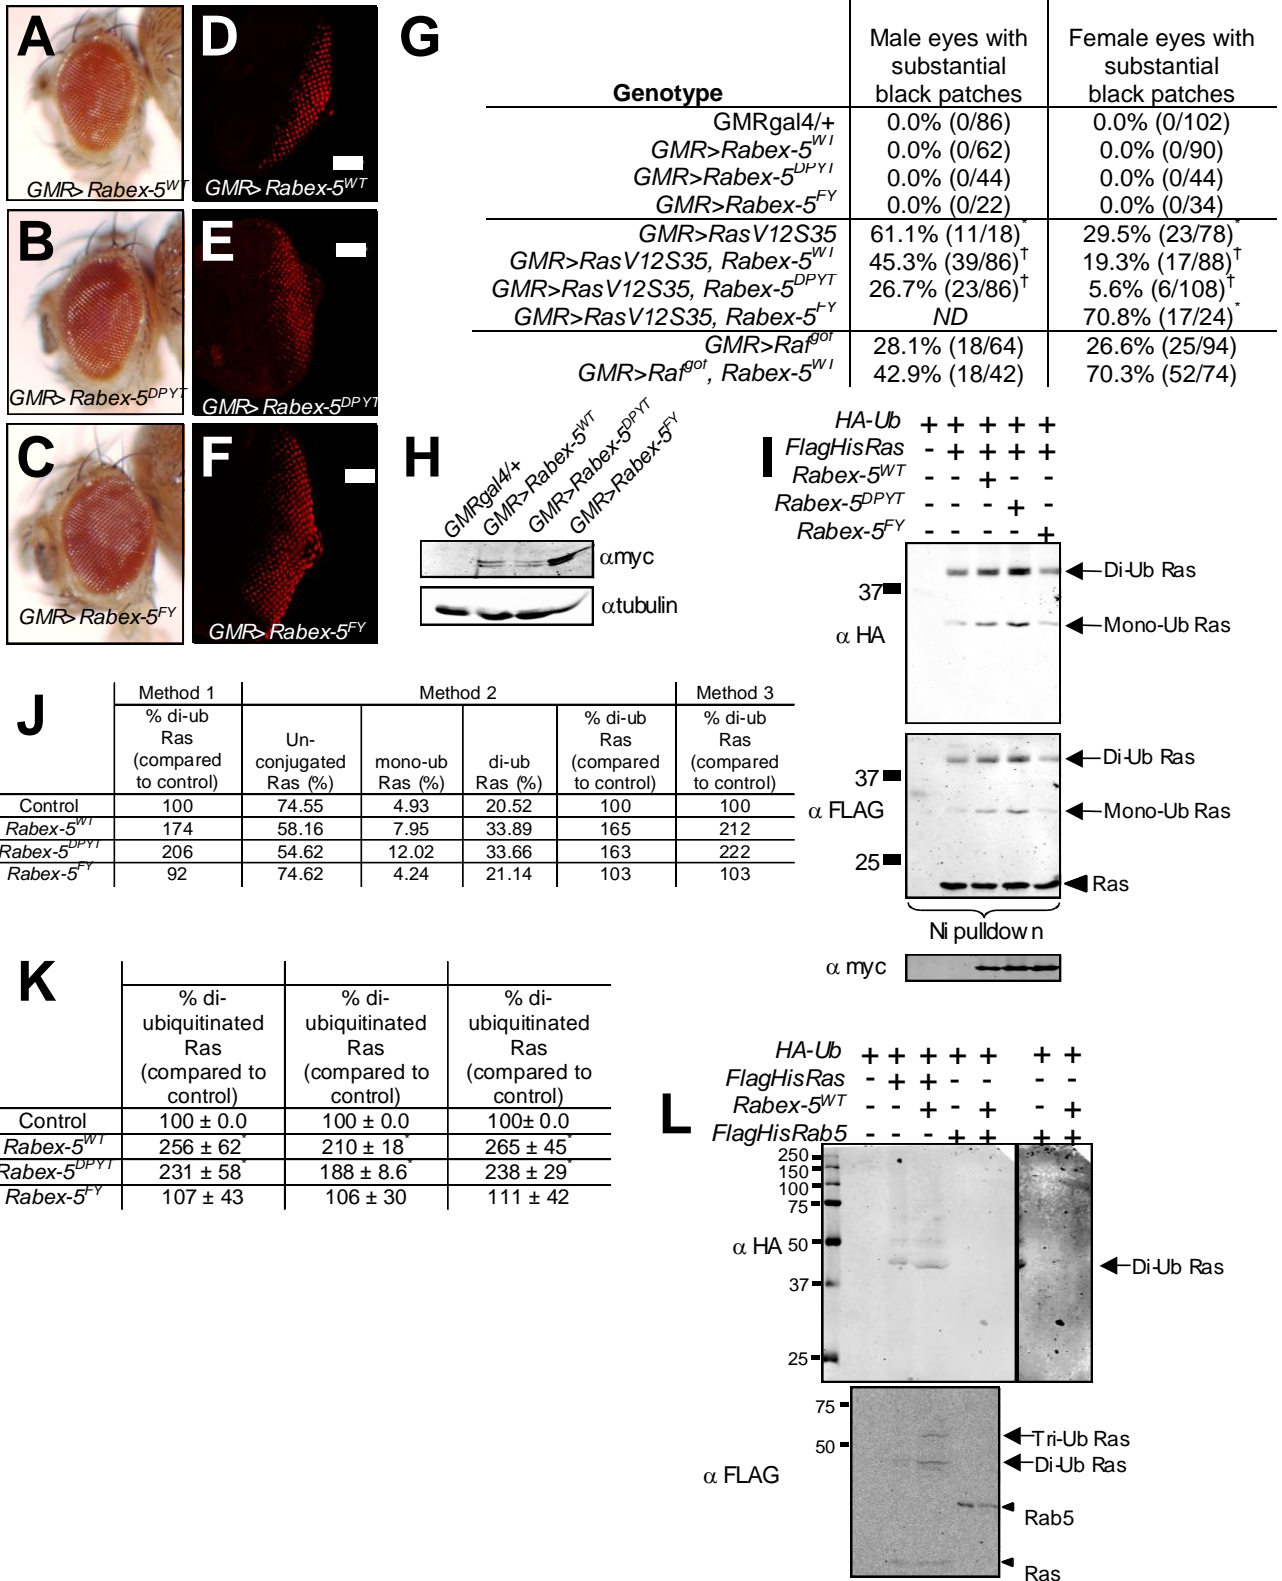 A
GMR>Rabex-5WT
D
GMR>Rabex-5WT
B
GMR>Rabex-5DPYT
E
GMR>Rabex-5DPYT
C
GMR>Rabex-5FY
F
GMR>Rabex-5FY
G
Genotype
Male eyes with
substantial
black patches
Female eyes with
substantial
black patches
GMRgal4/+ 0.0% (0/86) 0.0% (0/102)
GMR>Rabex-5WT 0.0% (0/62) 0.0% (0/90)
GMR>Rabex-5DPYT 0.0% (0/44) 0.0% (0/44)
GMR>Rabex-5FY 0.0% (0/22) 0.0% (0/34)
GMR>RasV12S35 61.1% (11/18)* 29.5% (23/78)*
GMR>RasV12S35, Rabex-5WT 45.3% (39/86)† 19.3% (17/88)†
GMR>RasV12S35, Rabex-5DPYT 26.7% (23/86)† 5.6% (6/108)†
GMR>RasV12S35, Rabex-5FY ND 70.8% (17/24)*
GMR>Rafgof 28.1% (18/64) 26.6% (25/94)
GMR>Rafgof, Rabex-5WT 42.9% (18/42) 70.3% (52/74)
H
GMRgal4/+
GMR>Rabex-5WT
GMR>Rabex-5DPYT
GMR>Rabex-5FY
αmyc
αtubulin
I
HA-Ub + + + + +
FlagHisRas - + + + +
Rabex-5WT - - + - -
Rabex-5DPYT - - - + -
Rabex-5FY - - - - +
Di-Ub Ras
37
α HA
Mono-Ub Ras
Di-Ub Ras
37
α FLAG
Mono-Ub Ras
25
Ras
Ni pulldown
α myc
J
Method 1 Method 2 Method 3
% di-ub
Ras
(compared
to control)
Un-
conjugated
Ras (%)
mono-ub
Ras (%)
di-ub
Ras (%)
% di-ub
Ras
(compared
to control)
% di-ub
Ras
(compared
to control)
Control 100 74.55 4.93 20.52 100 100
Rabex-5WT 174 58.16 7.95 33.89 165 212
Rabex-5DPYT 206 54.62 12.02 33.66 163 222
Rabex-5FY 92 74.62 4.24 21.14 103 103
K
% di-
ubiquitinated
Ras
(compared to
control)
% di-
ubiquitinated
Ras
(compared to
control)
% di-
ubiquitinated
Ras
(compared to
control)
Control 100 ± 0.0 100 ± 0.0 100± 0.0
Rabex-5WT 256 ± 62* 210 ± 18* 265 ± 45*
Rabex-5DPYT 231 ± 58* 188 ± 8.6* 238 ± 29*
Rabex-5FY 107 ± 43 106 ± 30 111 ± 42
L
HA-Ub + + + + + + +
FlagHisRas - + + - - - -
Rabex-5WT - - + - + - +
FlagHisRab5 - - - + + + +
250
150
100
75
α HA 50
Di-Ub Ras
37
25
75
50
Tri-Ub Ras
Di-Ub Ras
α FLAG
Rab5
Ras